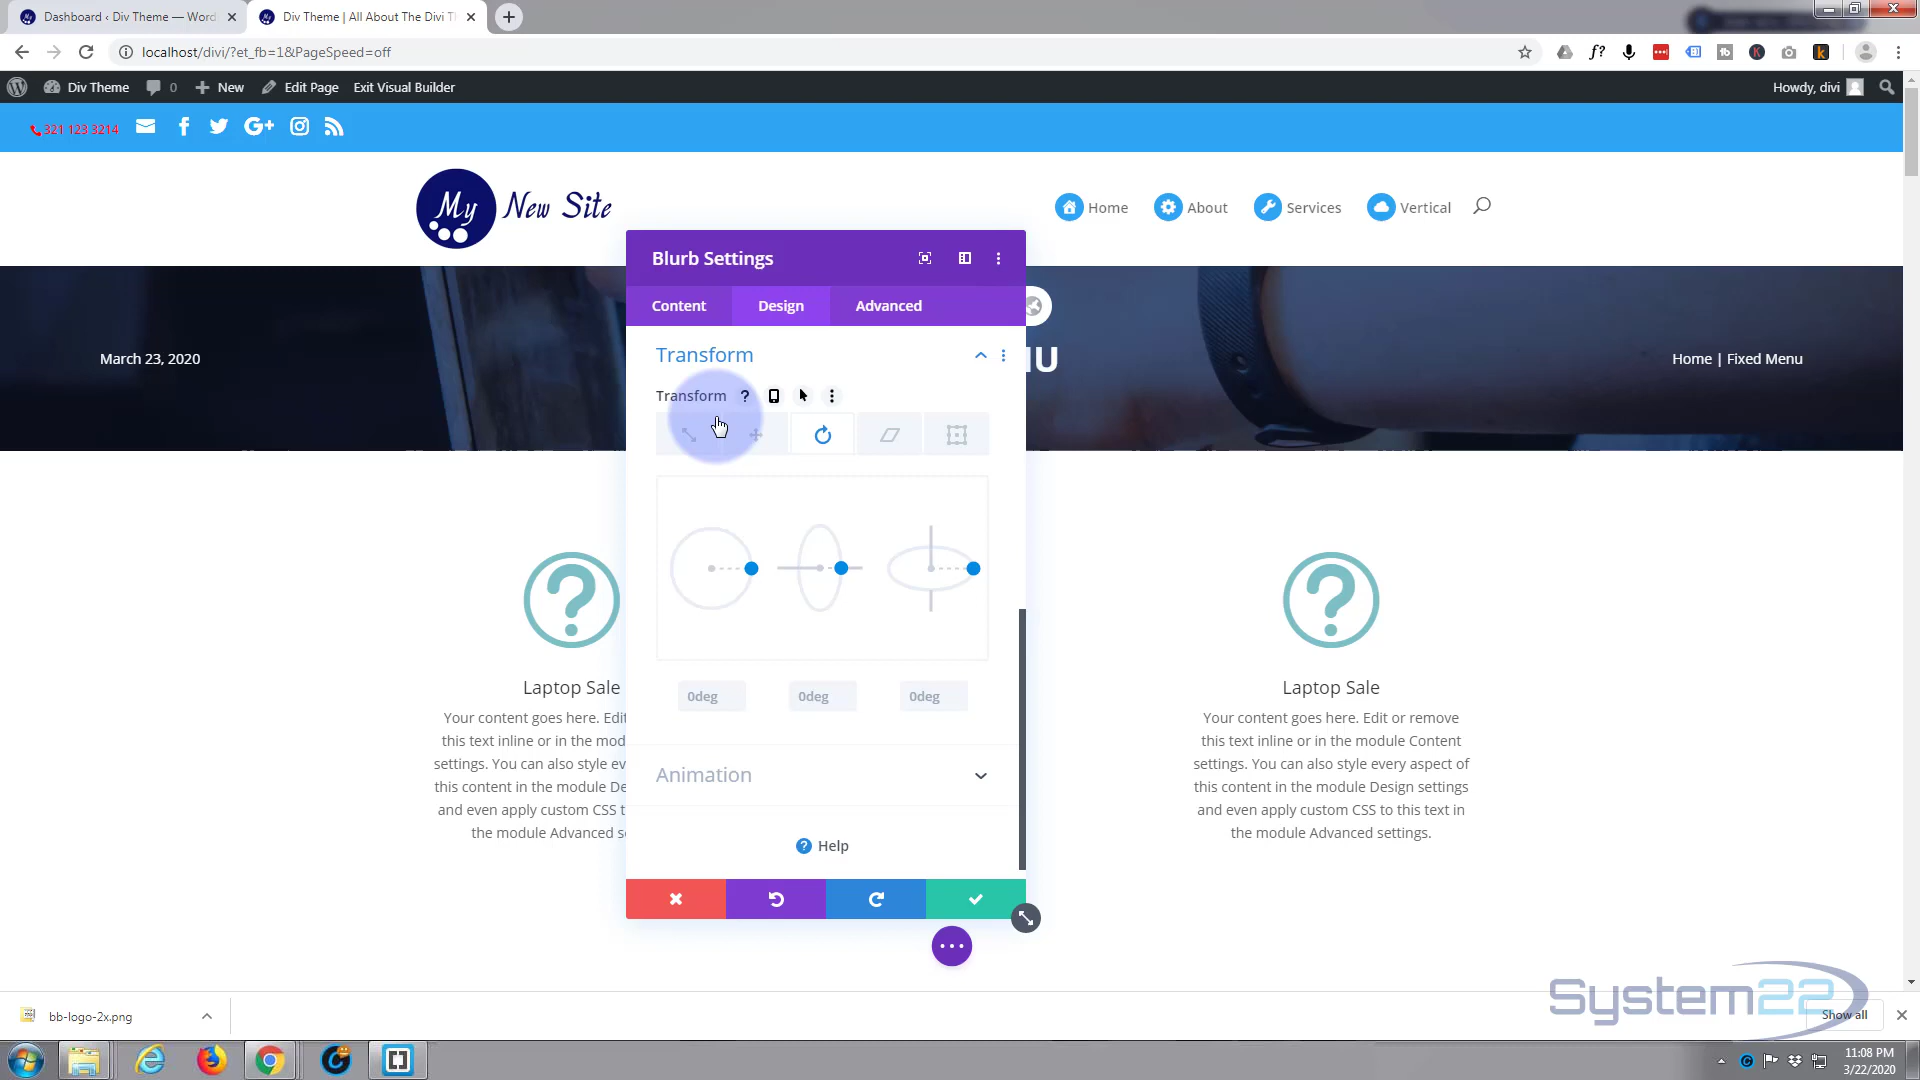 Dashboard ‹ Div Theme — Word
Div Theme | All About The Divi Th
localhost/divi/?et_fb=1&PageSpeed=off
f?
Div Theme
0
New
Edit Page
Exit Visual Builder
Howdy, divi
321 123 3214
G+
My New Site
Home
About
Services
Vertical
Blurb Settings
Content
Design
Advanced
March 23, 2020
NU
Home | Fixed Menu
Transform
Transform ?
0deg
0deg
0deg
Animation
? Help
?
Laptop Sale
Your content goes here. Edit
this text inline or in the mod
settings. You can also style ev
this content in the module De
and even apply custom CSS t
the module Advanced s
?
Laptop Sale
Your content goes here. Edit or remove
this text inline or in the module Content
settings. You can also style every aspect of
this content in the module Design settings
and even apply custom CSS to this text in
the module Advanced settings.
bb-logo-2x.png
System22
Show all
11:08 PM
3/22/2020